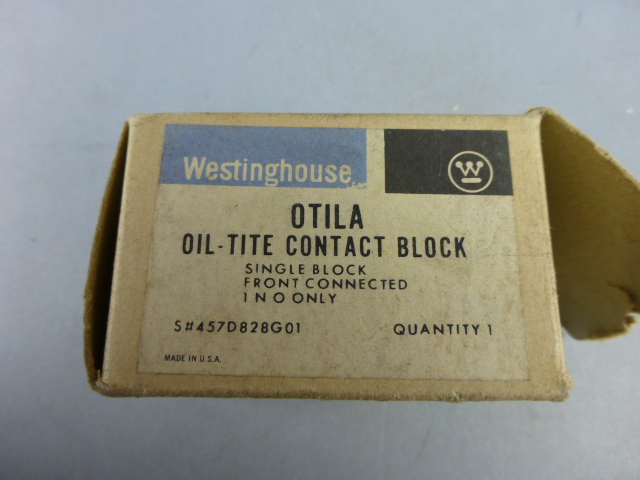 Westinghouse
W
OTILA
OIL-TITE CONTACT BLOCK
SINGLE BLOCK
FRONT CONNECTED
1 N O ONLY
S#457D828G01 QUANTITY 1
MADE IN U.S.A.